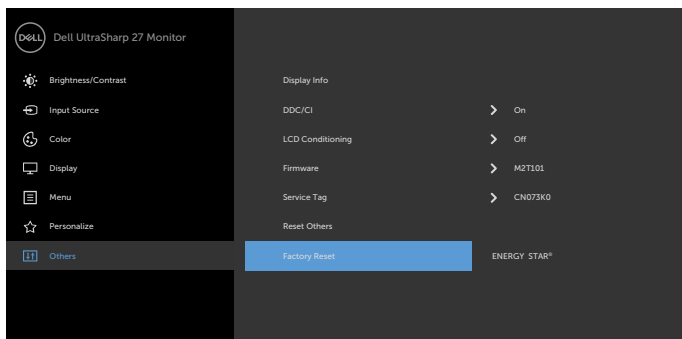 DELL Dell UltraSharp 27 Monitor
Brightness/Contrast
Input Source
Color
Display
Menu
Personalize
Others
Display Info
DDC/CI On
LCD Conditioning Off
Firmware M2T101
Service Tag CN073K0
Reset Others
Factory Reset ENERGY STAR®